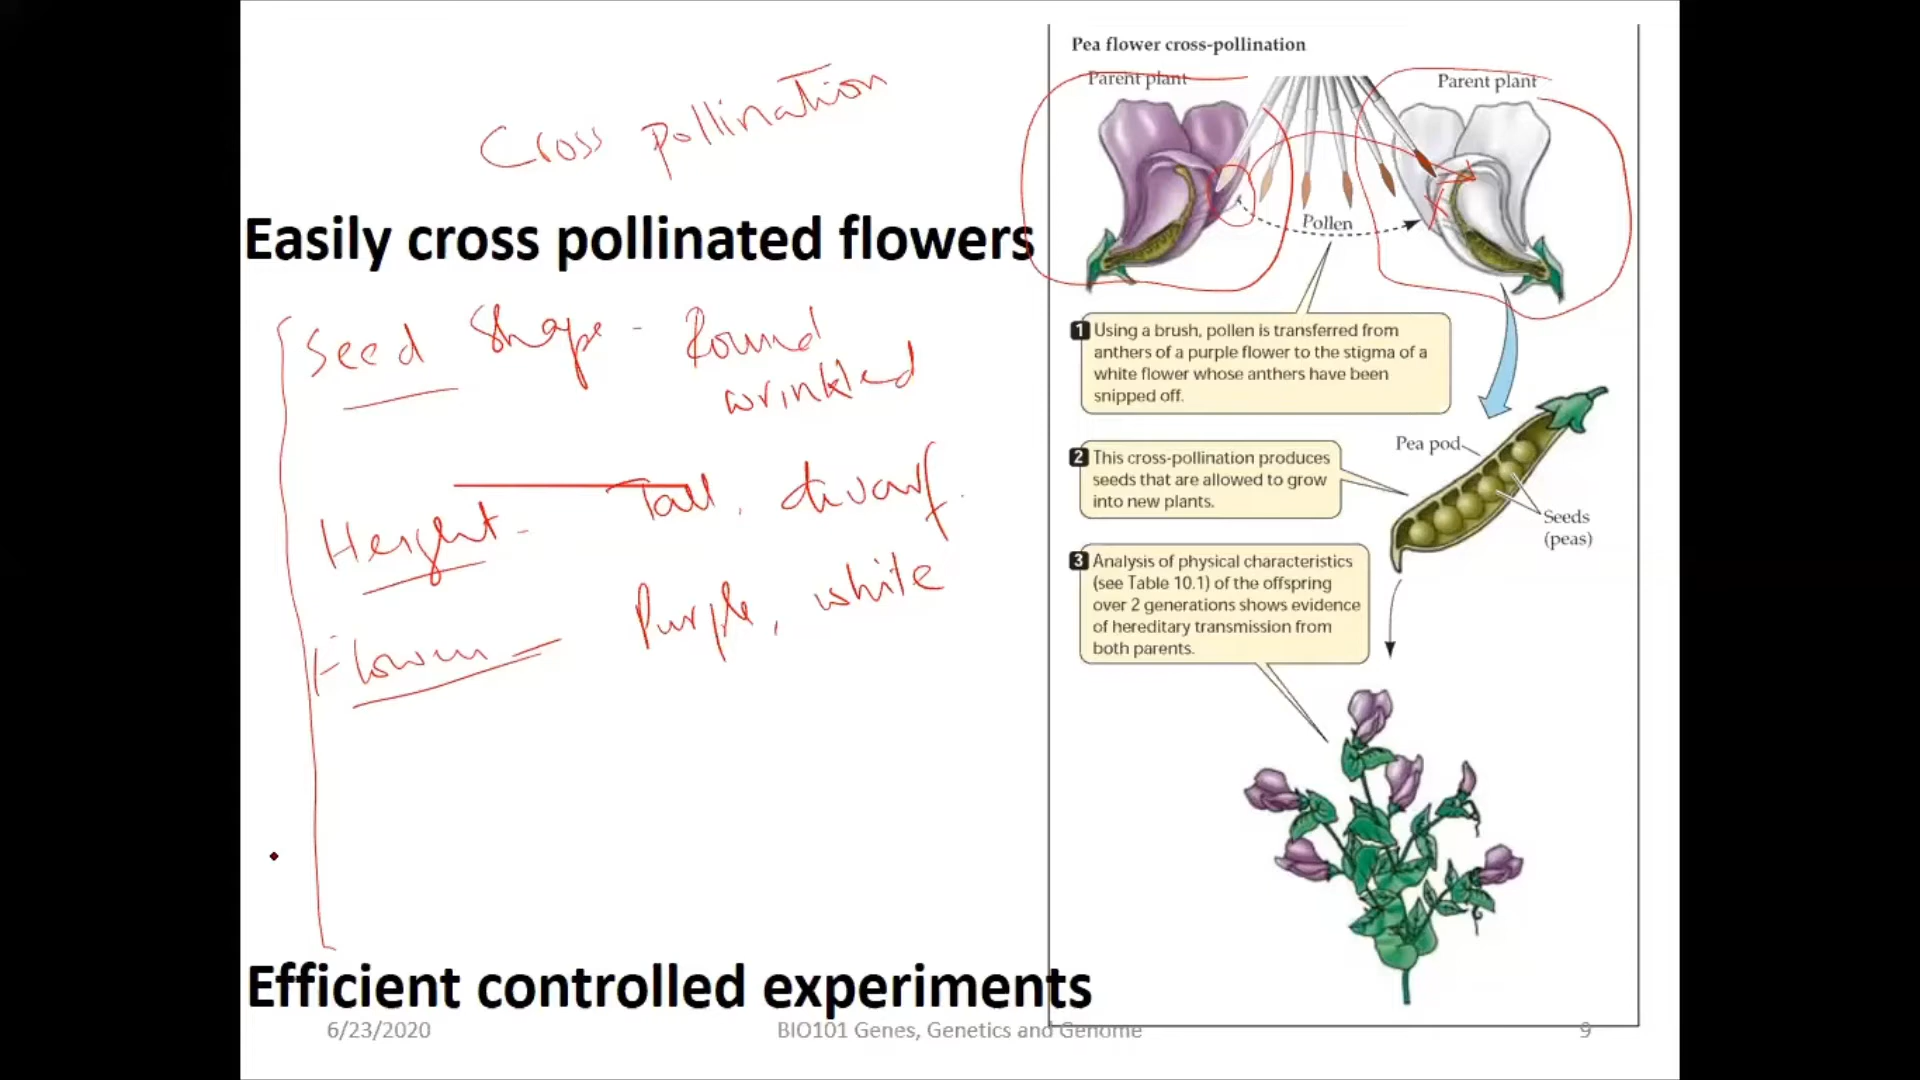 Cross pollination
Easily cross pollinated flowers
Seed Shape - Round
wrinkled
Height - Tall, dwarf.
Flower = Purple, white
Efficient controlled experiments
Pea flower cross-pollination
Parent plant
Parent plant
Pollen
1 Using a brush, pollen is transferred from
anthers of a purple flower to the stigma of a
white flower whose anthers have been
snipped off.
Pea pod
2 This cross-pollination produces
seeds that are allowed to grow
into new plants.
Seeds
(peas)
3 Analysis of physical characteristics
(see Table 10.1) of the offspring
over 2 generations shows evidence
of hereditary transmission from
both parents.
6/23/2020
BIO101 Genes, Genetics and Genome
9